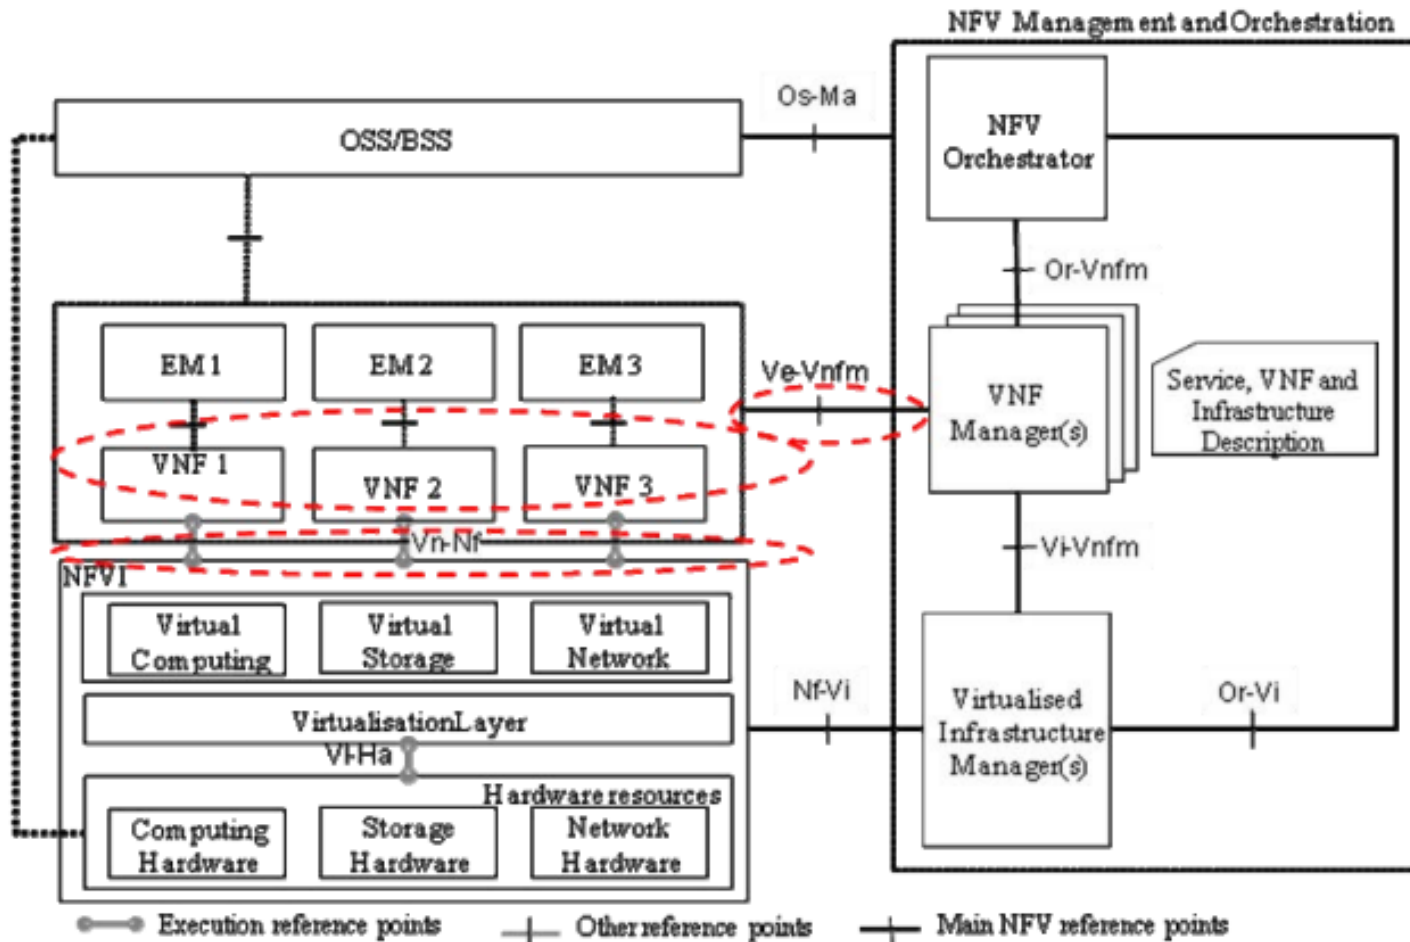 NFV Management and Orchestration
Os-Ma
OSS/BSS
NFV
Orchestrator
Or-Vnfm
EM 1
EM 2
EM 3
Ve-Vnfm
VNF
Manager(s)
Service, VNF and
Infrastructure
Description
VNF 1
VNF 2
VNF 3
Vn-Nf
Vi-Vnfm
NFVI
Virtual
Computing
Virtual
Storage
Virtual
Network
Nf-Vi
Or-Vi
Virtualised
Infrastructure
Manager(s)
Virtualisation Layer
Vl-Ha
Hardware resources
Computing
Hardware
Storage
Hardware
Network
Hardware
Execution reference points
Other reference points
Main NFV reference points